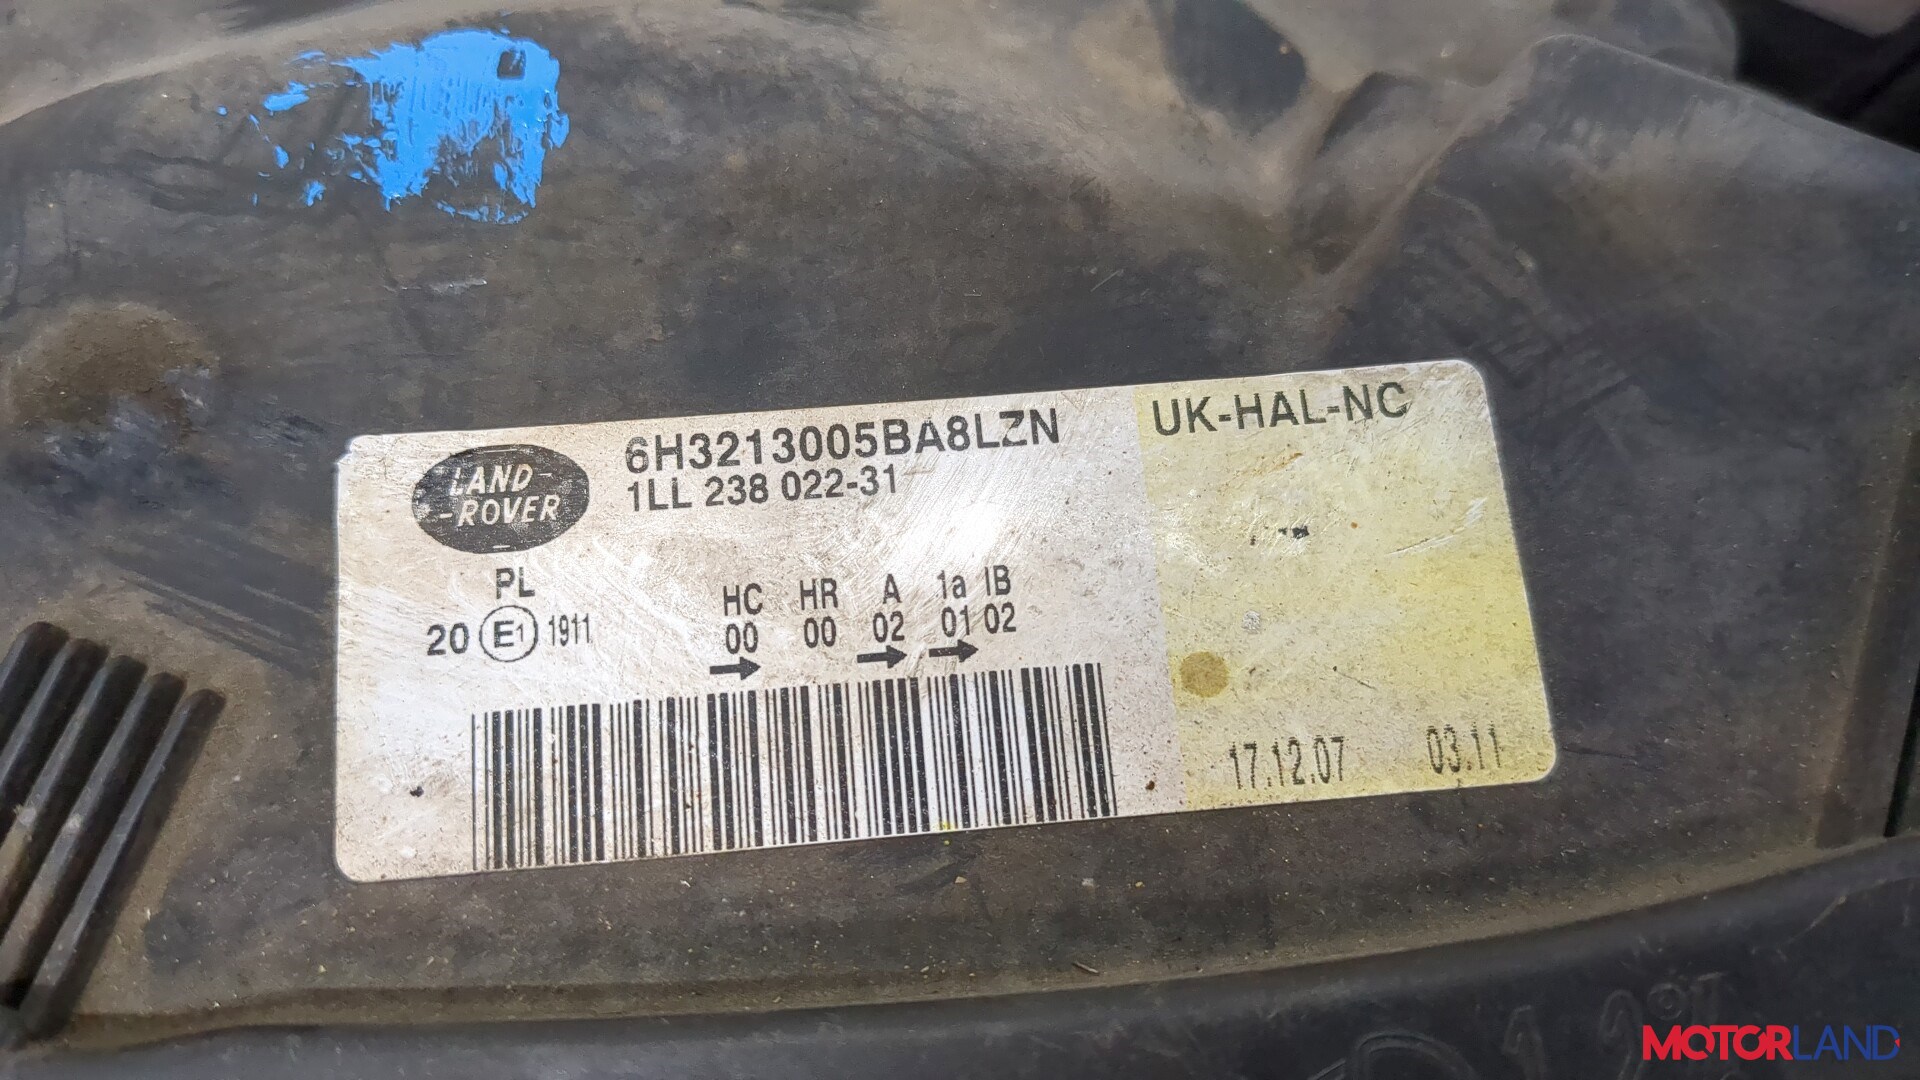 LAND
-ROVER
6H3213005BA8LZN
1LL 238 022-31
UK-HAL-NC
PL
20 E1 1911
HC HR A 1a IB
00 00 02 01 02
17.12.07 03.11
MOTORLAND